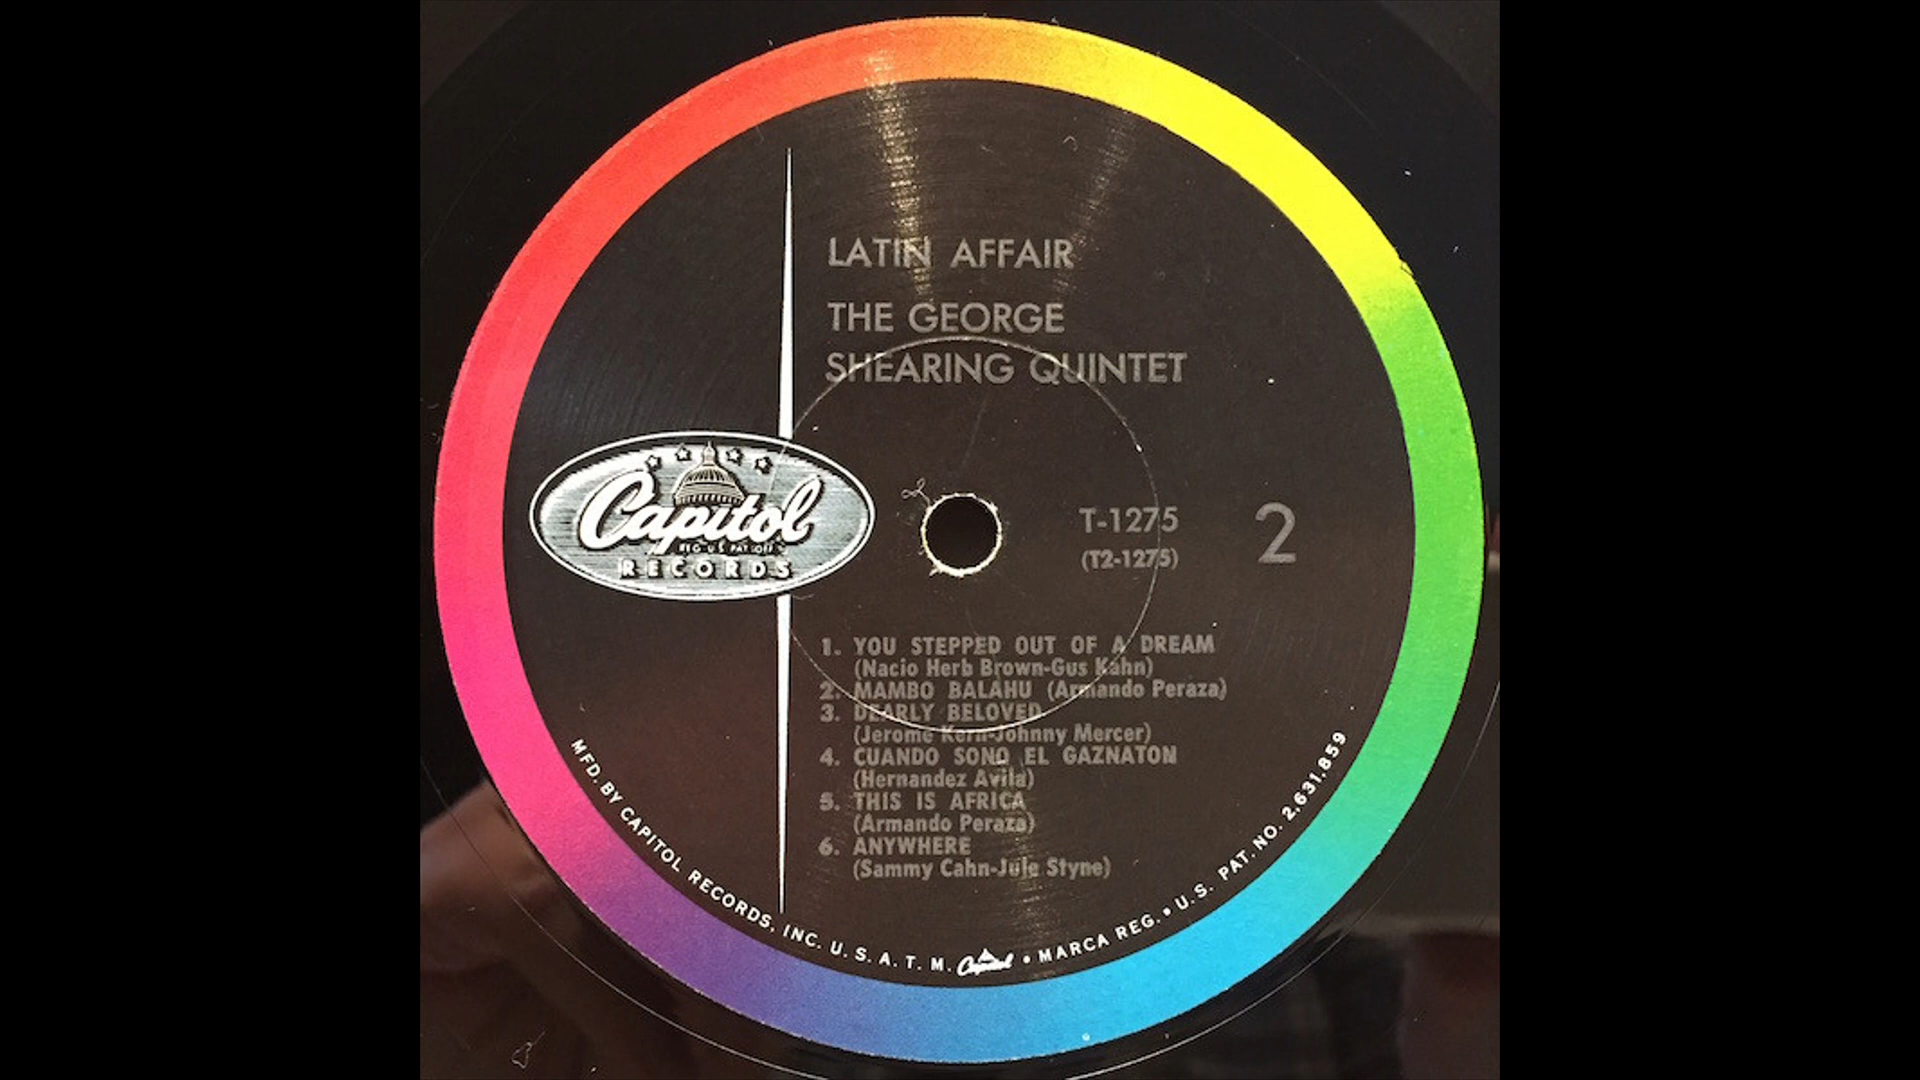 LATIN AFFAIR
THE GEORGE
SHEARING QUINTET
Capitol
REG. U.S. PAT. OFF.
RECORDS
T-1275
(T2-1275)
2
1. YOU STEPPED OUT OF A DREAM
(Nacio Herb Brown-Gus Kahn)
2. MAMBO BALAHU (Armando Peraza)
3. DEARLY BELOVED
(Jerome Kern-Johnny Mercer)
4. CUANDO SONO EL GAZNATON
(Hernandez Avila)
5. THIS IS AFRICA
(Armando Peraza)
6. ANYWHERE
(Sammy Cahn-Jule Styne)
MFD. BY CAPITOL RECORDS, INC. U. S. A. T. M. Capitol • MARCA REG. • U. S. PAT. NO. 2,631,859